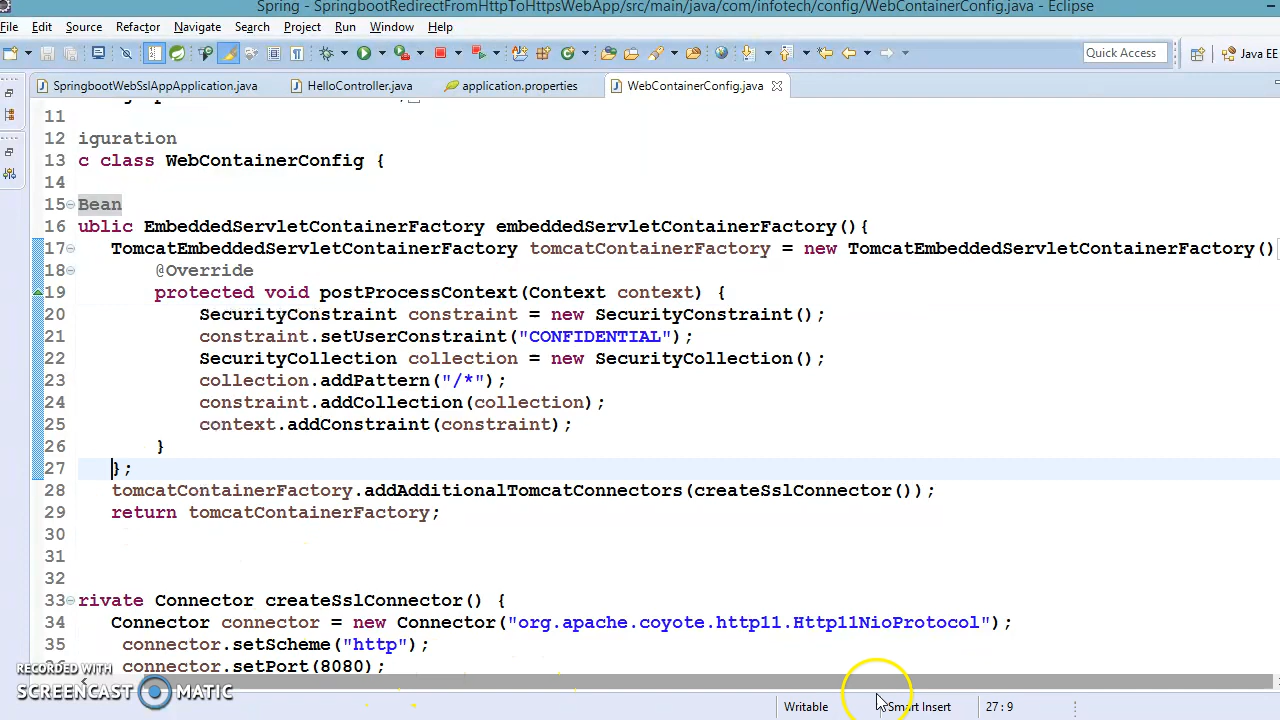 Spring - SpringbootRedirectFromHttpToHttpsWebApp/src/main/java/com/infotech/config/WebContainerConfig.java - Eclipse
File Edit Source Refactor Navigate Search Project Run Window Help
Quick Access Java EE
SpringbootWebSslAppApplication.java HelloController.java application.properties WebContainerConfig.java
11
12 iguration
13 c class WebContainerConfig {
14
15 Bean
16 ublic EmbeddedServletContainerFactory embeddedServletContainerFactory(){
17 TomcatEmbeddedServletContainerFactory tomcatContainerFactory = new TomcatEmbeddedServletContainerFactory()
18 @Override
19 protected void postProcessContext(Context context) {
20 SecurityConstraint constraint = new SecurityConstraint();
21 constraint.setUserConstraint("CONFIDENTIAL");
22 SecurityCollection collection = new SecurityCollection();
23 collection.addPattern("/*");
24 constraint.addCollection(collection);
25 context.addConstraint(constraint);
26 }
27 };
28 tomcatContainerFactory.addAdditionalTomcatConnectors(createSslConnector());
29 return tomcatContainerFactory;
30
31
32
33 rivate Connector createSslConnector() {
34 Connector connector = new Connector("org.apache.coyote.http11.Http11NioProtocol");
35 connector.setScheme("http");
connector.setPort(8080);
RECORDED WITH
SCREENCAST MATIC
Writable Smart Insert 27 : 9